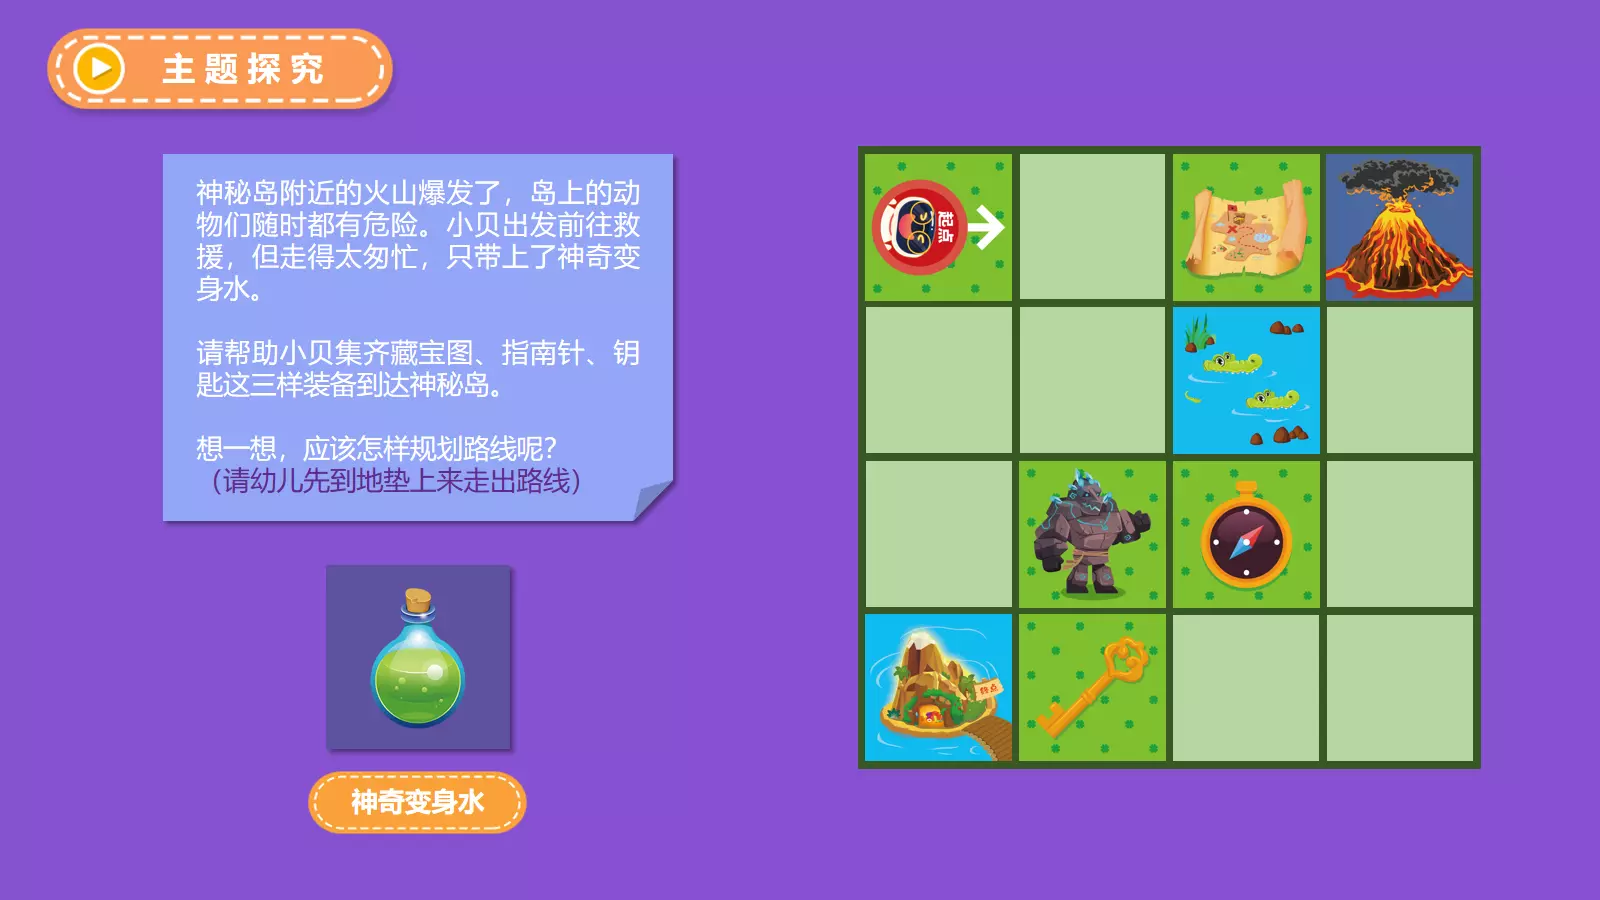 主题探究
神秘岛附近的火山爆发了，岛上的动
物们随时都有危险。小贝出发前往救
援，但走得太匆忙，只带上了神奇变
身水。
请帮助小贝集齐藏宝图、指南针、钥
匙这三样装备到达神秘岛。
想一想，应该怎样规划路线呢？
（请幼儿先到地垫上来走出路线）
神奇变身水
起点
终点